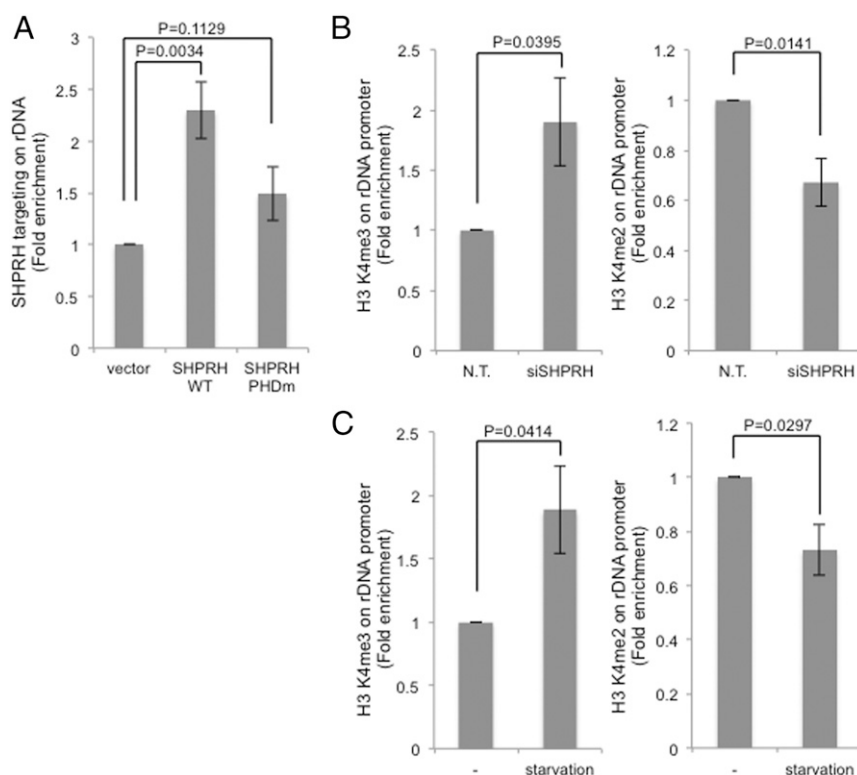 A
P=0.1129
P=0.0034
SHPRH targeting on rDNA
(Fold enrichment)
3
2.5
2
1.5
1
0.5
0
vector
SHPRH
WT
SHPRH
PHDm
B
P=0.0395
H3 K4me3 on rDNA promoter
(Fold enrichment)
2.5
2
1.5
1
0.5
0
N.T.
siSHPRH
P=0.0141
H3 K4me2 on rDNA promoter
(Fold enrichment)
1.2
1
0.8
0.6
0.4
0.2
0
N.T.
siSHPRH
C
P=0.0414
H3 K4me3 on rDNA promoter
(Fold enrichment)
2.5
2
1.5
1
0.5
0
-
starvation
P=0.0297
H3 K4me2 on rDNA promoter
(Fold enrichment)
1.2
1
0.8
0.6
0.4
0.2
0
-
starvation